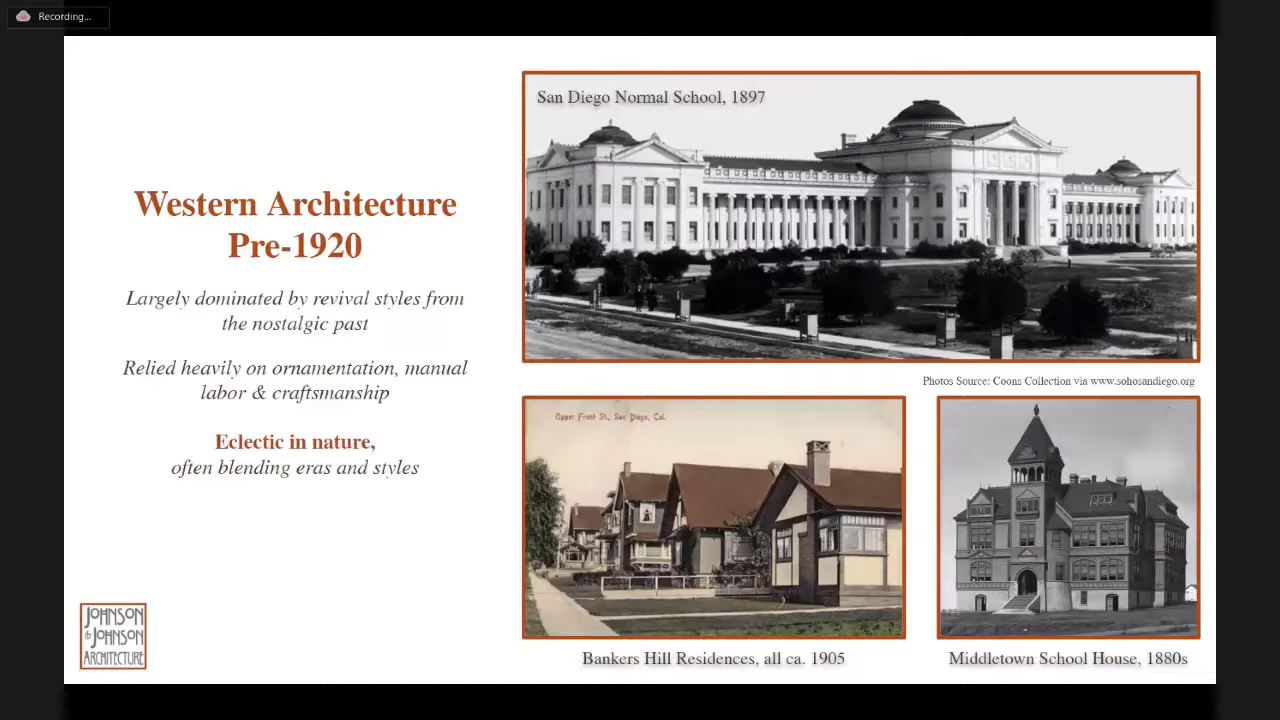 Recording...
San Diego Normal School, 1897
Western Architecture
Pre-1920
Largely dominated by revival styles from
the nostalgic past
Relied heavily on ornamentation, manual
labor & craftsmanship
Eclectic in nature,
often blending eras and styles
Photos Source: Coons Collection via www.sohosandiego.org
Upper Front St., San Diego, Cal.
Bankers Hill Residences, all ca. 1905
Middletown School House, 1880s
JOHNSON
& JOHNSON
ARCHITECTURE